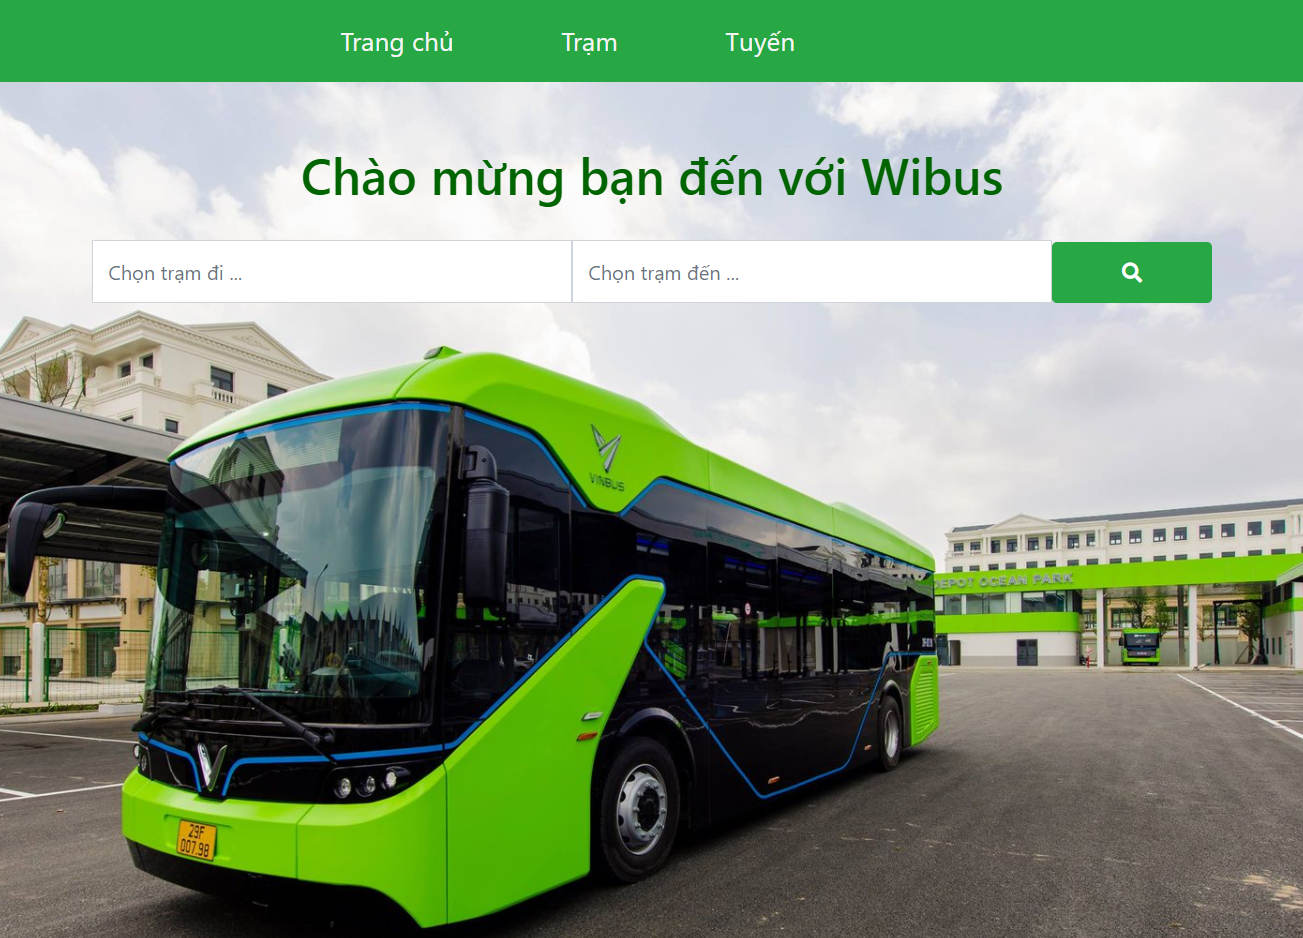 Trang chủ
Trạm
Tuyến
Chào mừng bạn đến với Wibus
Chọn trạm đi ...
Chọn trạm đến ...
VINBUS
DEPOT OCEAN PARK
29F
007.98